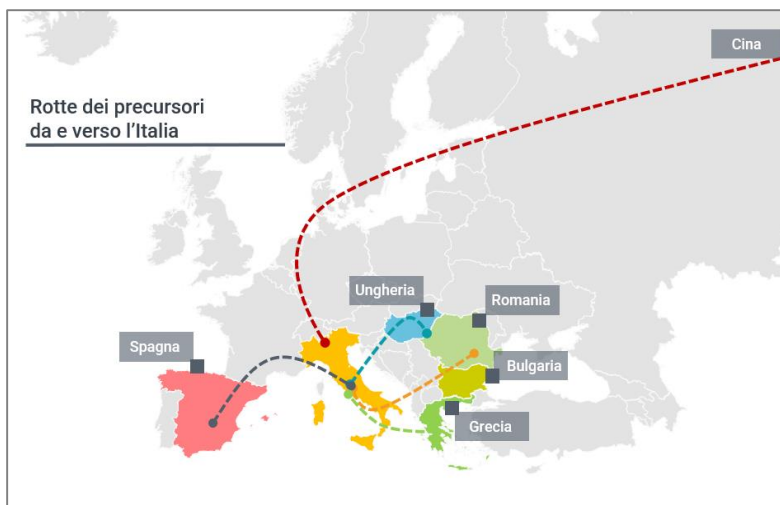 Cina
Rotte dei precursori
da e verso l’Italia
Ungheria
Romania
Spagna
Bulgaria
Grecia